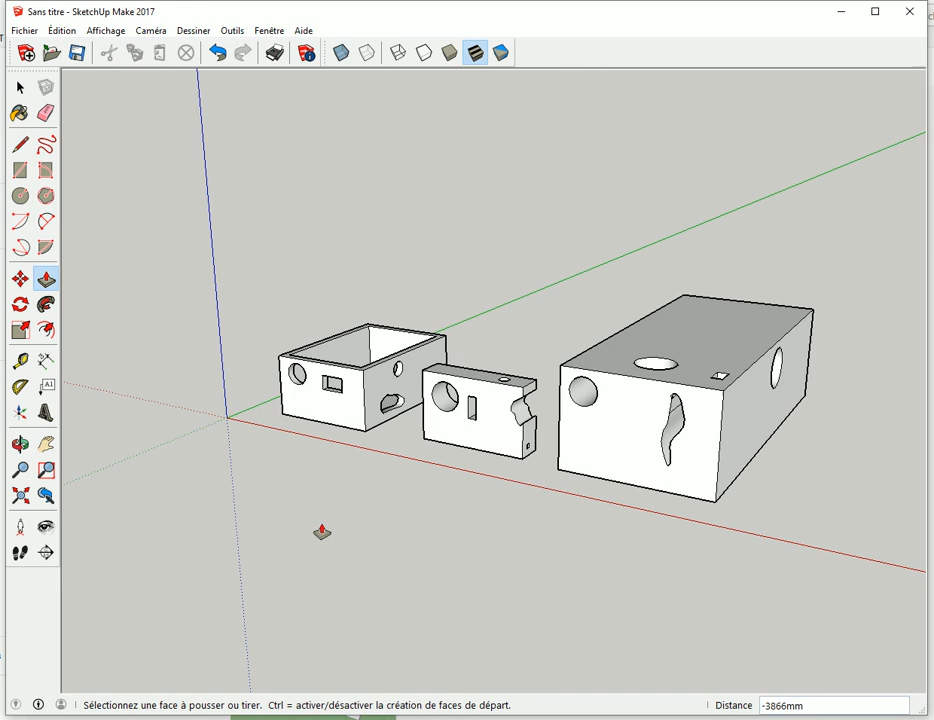 Sans titre - SketchUp Make 2017
Fichier Édition Affichage Caméra Dessiner Outils Fenêtre Aide
A1
Sélectionnez une face à pousser ou tirer. Ctrl = activer/désactiver la création de faces de départ.
Distance -3866mm